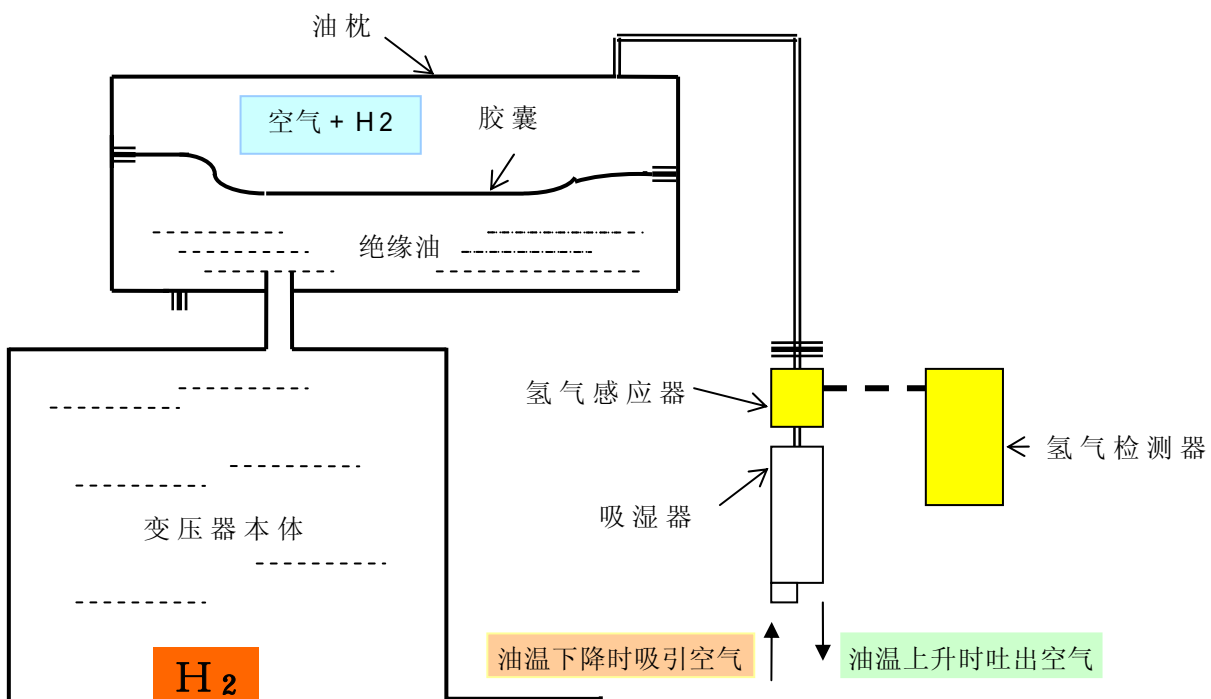 油枕
空气 + H2
胶囊
绝缘油
氢气感应器
氢气检测器
吸湿器
变压器本体
油温下降时吸引空气
油温上升时吐出空气
H₂